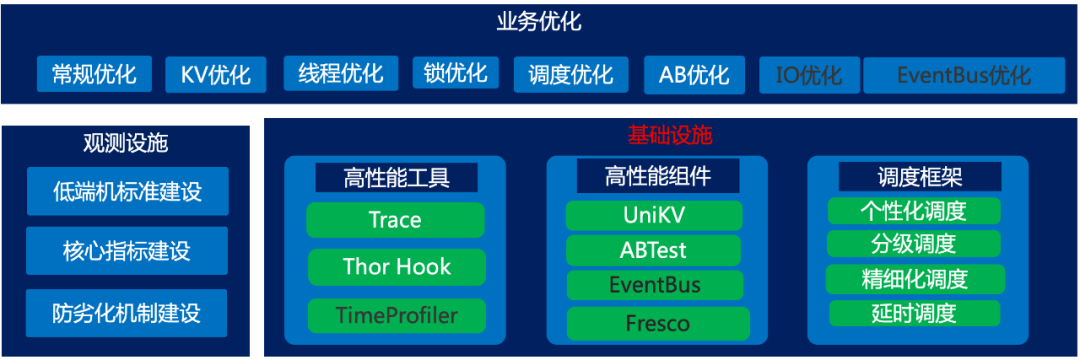 业务优化
常规优化
KV优化
线程优化
锁优化
调度优化
AB优化
IO优化
EventBus优化
观测设施
低端机标准建设
核心指标建设
防劣化机制建设
基础设施
高性能工具
Trace
Thor Hook
TimeProfiler
高性能组件
UniKV
ABTest
EventBus
Fresco
调度框架
个性化调度
分级调度
精细化调度
延时调度